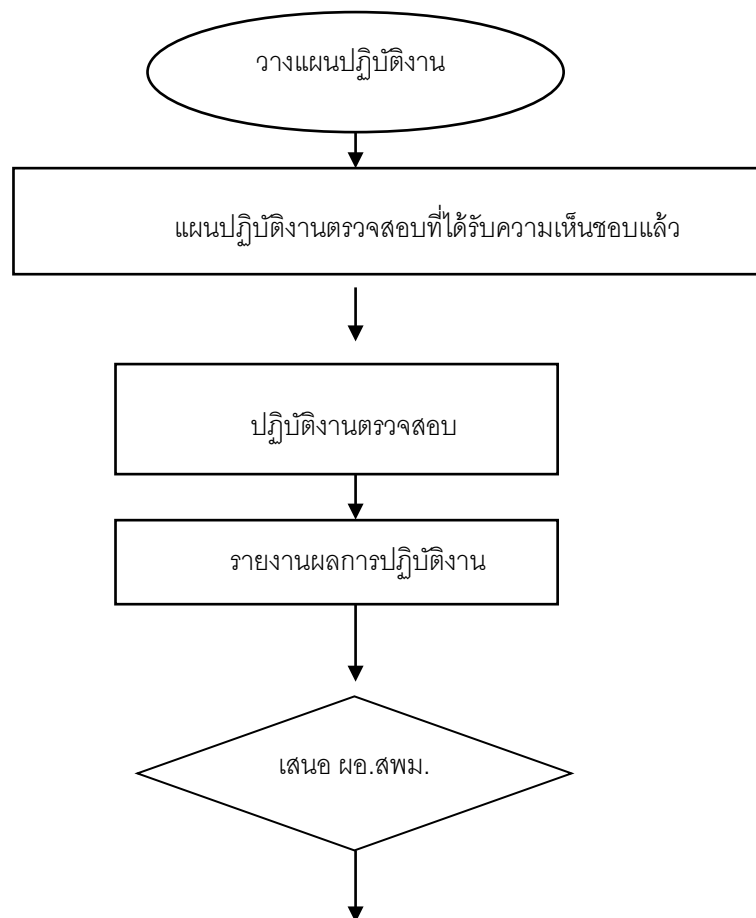 วางแผนปฏิบัติงาน
แผนปฏิบัติงานตรวจสอบที่ได้รับความเห็นชอบแล้ว
ปฏิบัติงานตรวจสอบ
รายงานผลการปฏิบัติงาน
เสนอ ผอ.สพม.